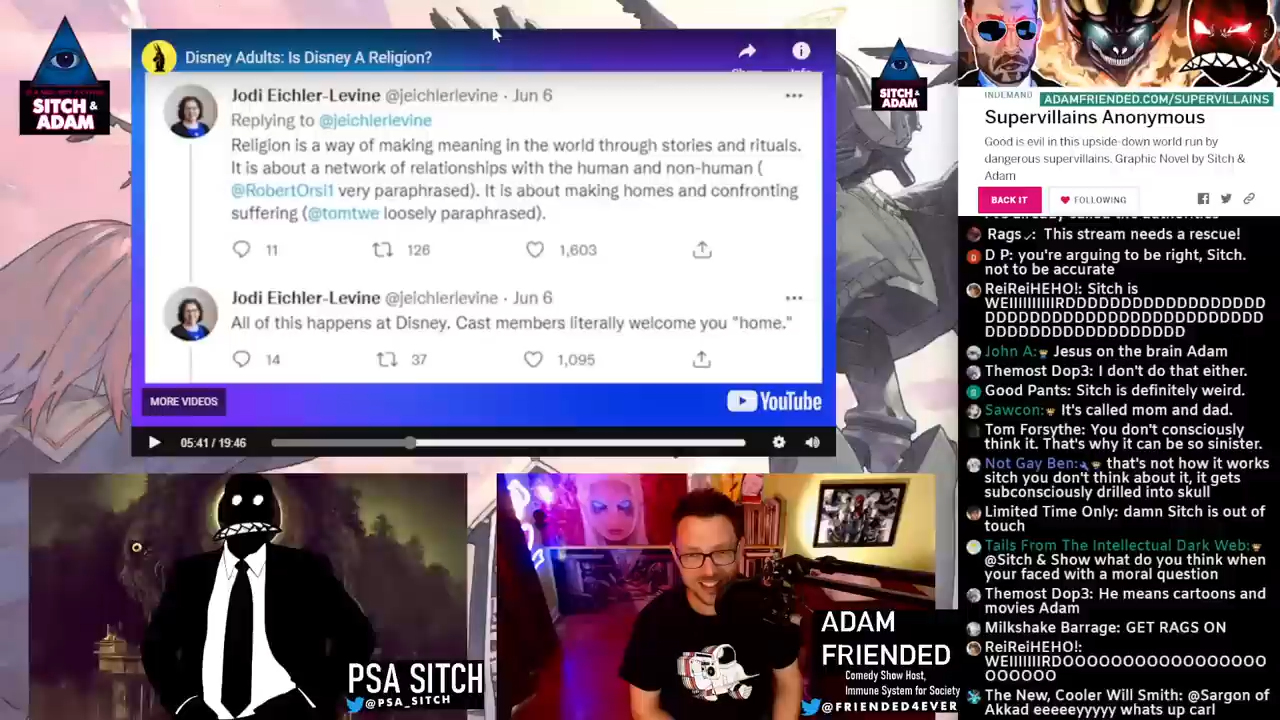 SITCH &
ADAM
Disney Adults: Is Disney A Religion?
Jodi Eichler-Levine @jeichlerlevine · Jun 6
Replying to @jeichlerlevine
Religion is a way of making meaning in the world through stories and rituals.
It is about a network of relationships with the human and non-human (
@RobertOrsi1 very paraphrased). It is about making homes and confronting
suffering (@tomtwe loosely paraphrased).
11 126 1,603
Jodi Eichler-Levine @jeichlerlevine · Jun 6
All of this happens at Disney. Cast members literally welcome you "home."
14 37 1,095
MORE VIDEOS
YouTube
05:41 / 19:46
SITCH &
ADAM
INDEMAND
ADAMFRIENDED.COM/SUPERVILLAINS
Supervillains Anonymous
Good is evil in this upside-down world run by
dangerous supervillains. Graphic Novel by Sitch &
Adam
BACK IT
FOLLOWING
Rags: This stream needs a rescue!
D P: you're arguing to be right, Sitch.
not to be accurate
ReiReiHEHO!: Sitch is
WEIIIIIIIIIIRDDDDDDDDDDDDDDDDDD
DDDDDDDDDDDDDDDDDDDDDDDDD
DDDDDDDDDDDDDDDDDD
John A: Jesus on the brain Adam
Themost Dop3: I don't do that either.
Good Pants: Sitch is definitely weird.
Sawcon: It's called mom and dad.
Tom Forsythe: You don't consciously
think it. That's why it can be so sinister.
Not Gay Ben: that's not how it works
sitch you don't think about it, it gets
subconsciously drilled into skull
Limited Time Only: damn Sitch is out of
touch
Tails From The Intellectual Dark Web:
@Sitch & Show what do you think when
your faced with a moral question
Themost Dop3: He means cartoons and
movies Adam
Milkshake Barrage: GET RAGS ON
ReiReiHEHO!:
WEIIIIIIIRDOOOOOOOOOOOOOOOOO
OOOOOO
The New, Cooler Will Smith: @Sargon of
Akkad eeeeeyyyyy whats up carl
PSA SITCH
@PSA_SITCH
ADAM
FRIENDED
Comedy Show Host,
Immune System for Society
@FRIENDED4EVER